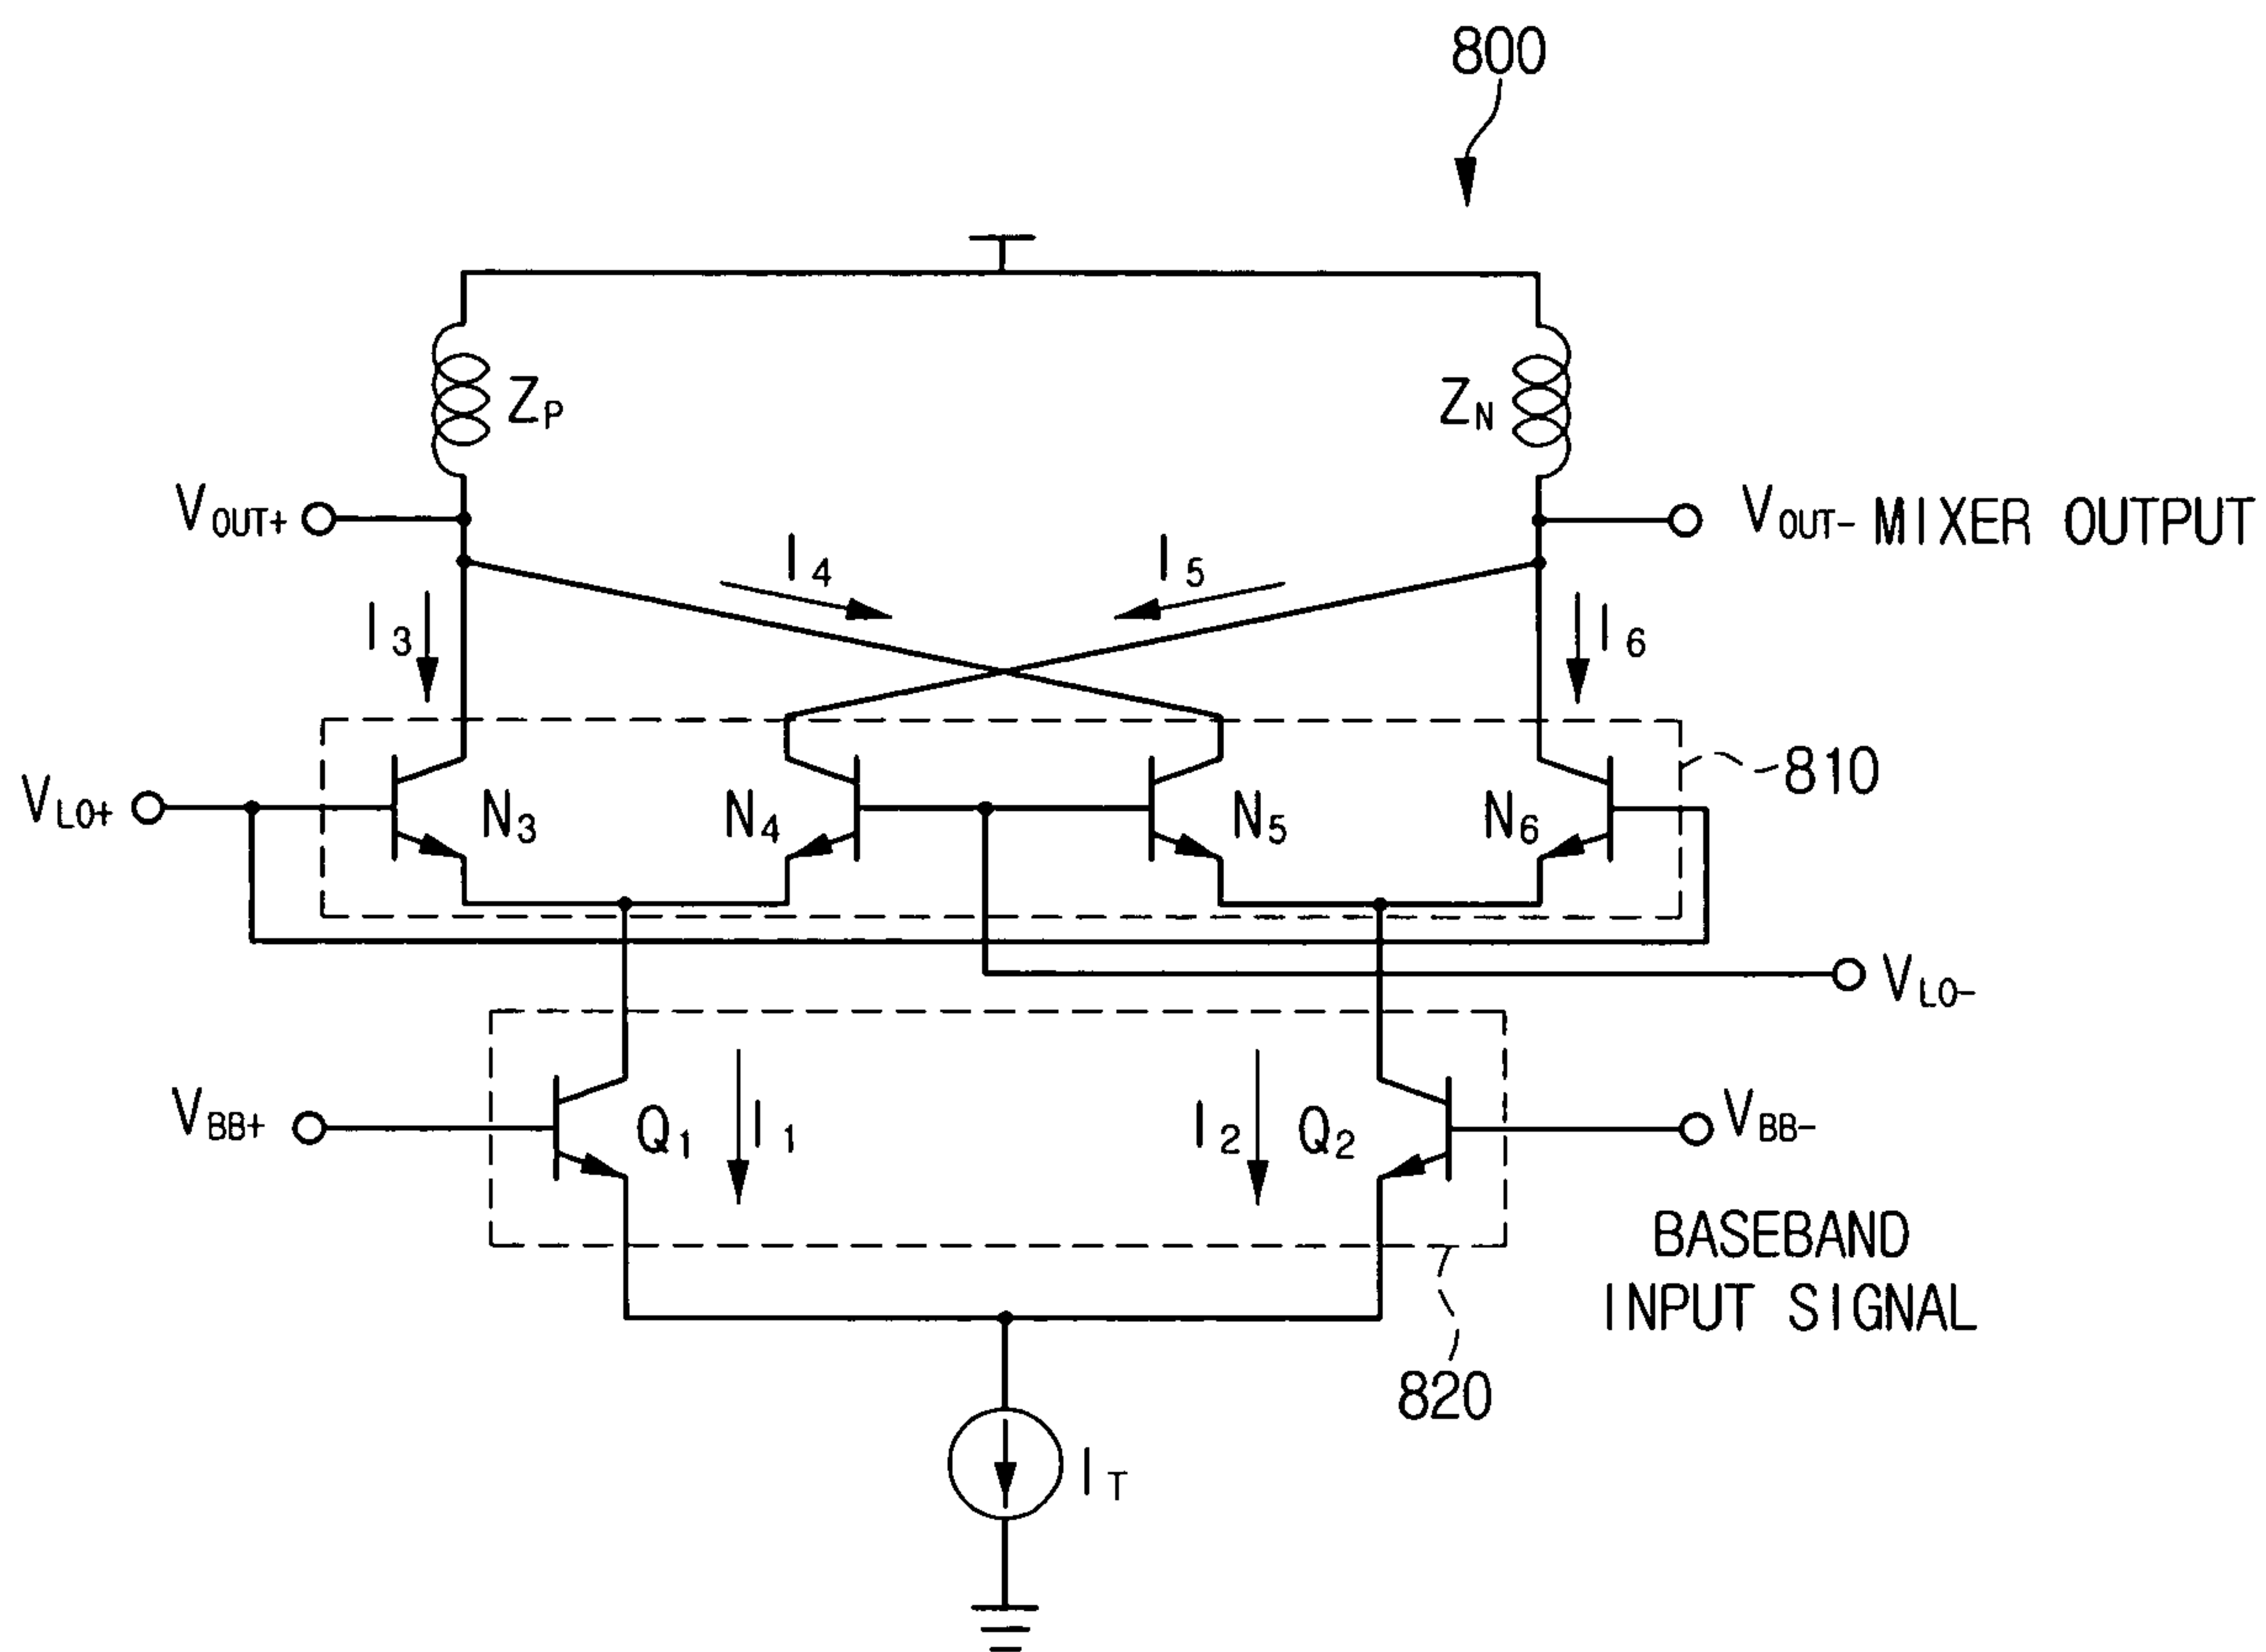 800
Z_P
Z_N
V_OUT+
V_OUT- MIXER OUTPUT
I_4
I_5
I_3
I_6
810
V_LO+
N_3
N_4
N_5
N_6
V_LO-
V_BB+
Q_1
I_1
I_2
Q_2
V_BB-
BASEBAND
INPUT SIGNAL
820
I_T